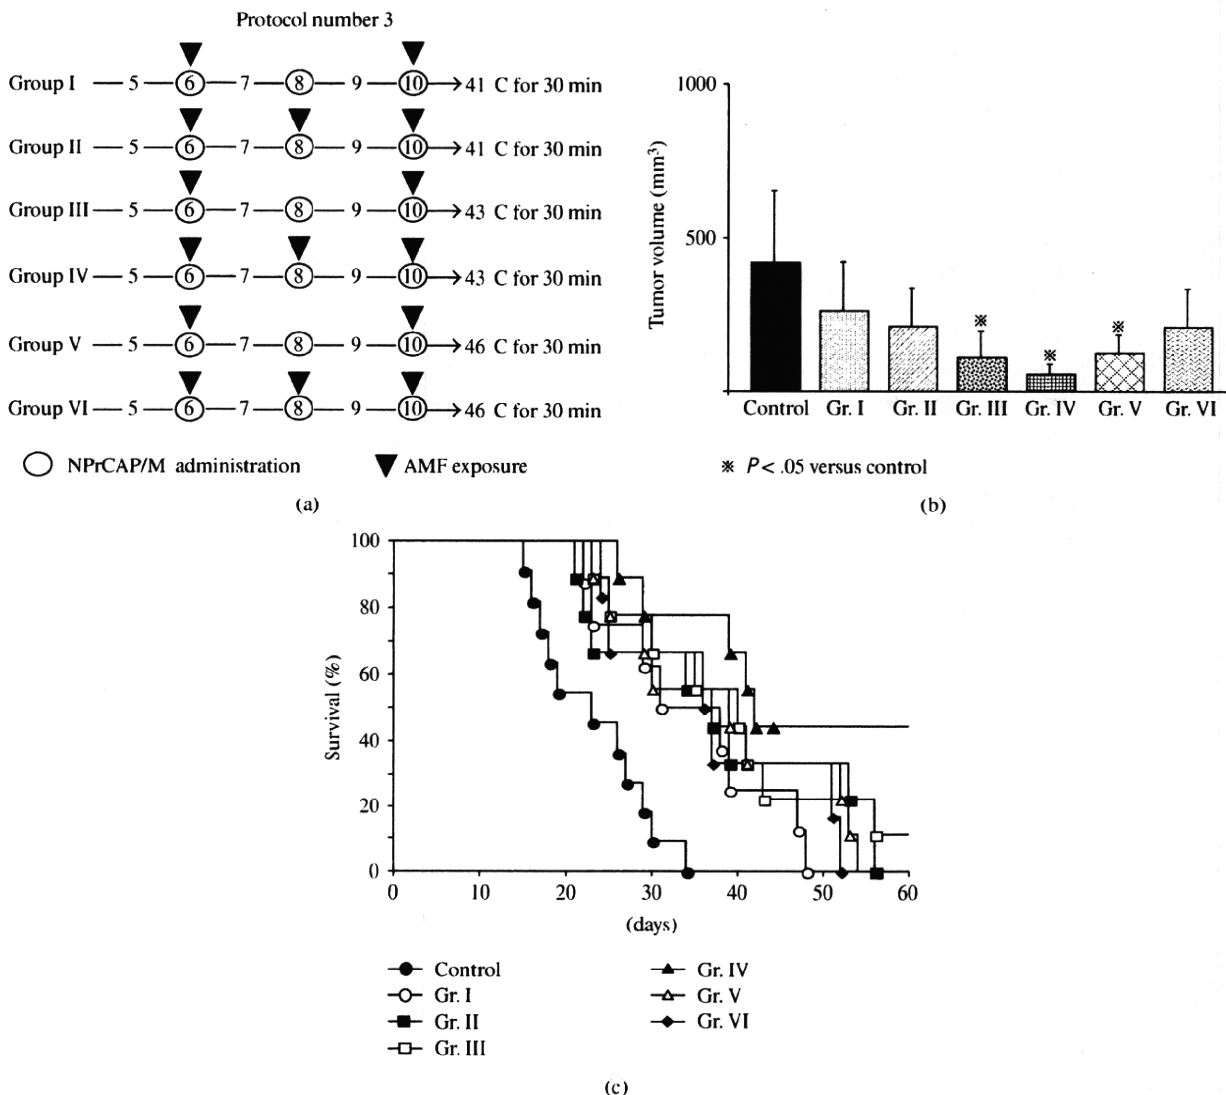 Protocol number 3
Group I 5 6 7 8 9 10 41 C for 30 min
Group II 5 6 7 8 9 10 41 C for 30 min
Group III 5 6 7 8 9 10 43 C for 30 min
Group IV 5 6 7 8 9 10 43 C for 30 min
Group V 5 6 7 8 9 10 46 C for 30 min
Group VI 5 6 7 8 9 10 46 C for 30 min
NPrCAP/M administration
AMF exposure
(a)
Tumor volume (mm³)
1000
500
※
※
※
Control Gr. I Gr. II Gr. III Gr. IV Gr. V Gr. VI
※ P < .05 versus control
(b)
Survival (%)
100
80
60
40
20
0
0 10 20 30 40 50 60
(days)
Control
Gr. I
Gr. II
Gr. III
Gr. IV
Gr. V
Gr. VI
(c)